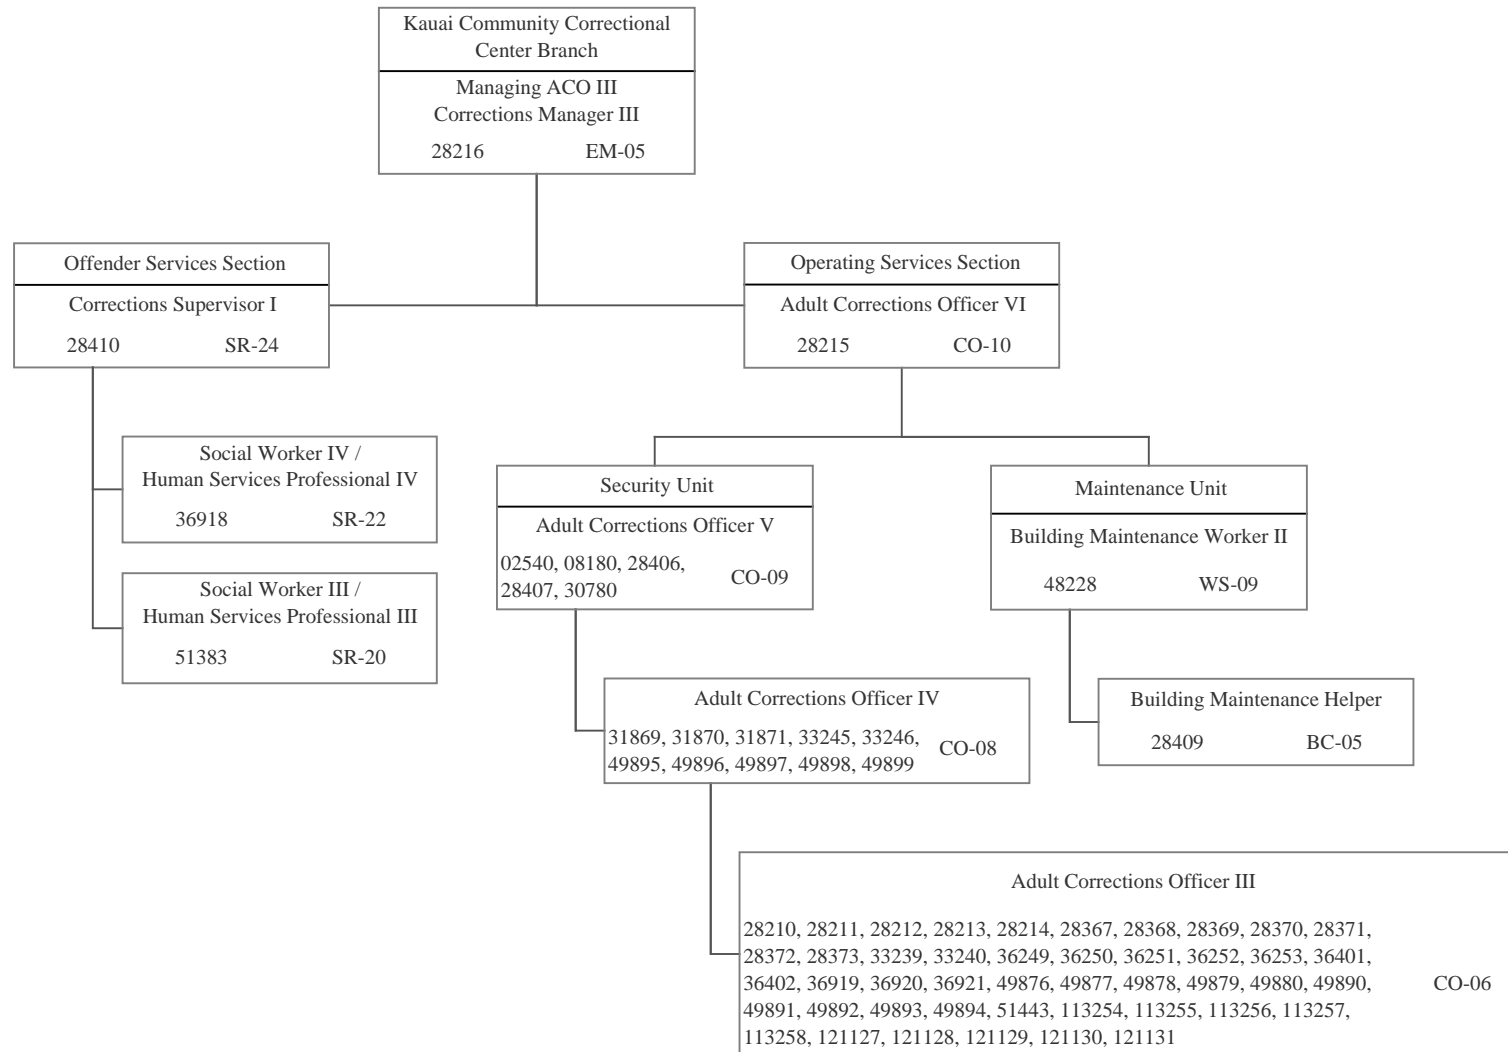 Kauai Community Correctional
Center Branch
Managing ACO III
Corrections Manager III
28216 EM-05
Offender Services Section
Corrections Supervisor I
28410 SR-24
Operating Services Section
Adult Corrections Officer VI
28215 CO-10
Social Worker IV /
Human Services Professional IV
36918 SR-22
Social Worker III /
Human Services Professional III
51383 SR-20
Security Unit
Adult Corrections Officer V
02540, 08180, 28406,
28407, 30780
CO-09
Maintenance Unit
Building Maintenance Worker II
48228 WS-09
Adult Corrections Officer IV
31869, 31870, 31871, 33245, 33246,
49895, 49896, 49897, 49898, 49899
CO-08
Building Maintenance Helper
28409 BC-05
Adult Corrections Officer III
28210, 28211, 28212, 28213, 28214, 28367, 28368, 28369, 28370, 28371,
28372, 28373, 33239, 33240, 36249, 36250, 36251, 36252, 36253, 36401,
36402, 36919, 36920, 36921, 49876, 49877, 49878, 49879, 49880, 49890,
49891, 49892, 49893, 49894, 51443, 113254, 113255, 113256, 113257,
113258, 121127, 121128, 121129, 121130, 121131
CO-06